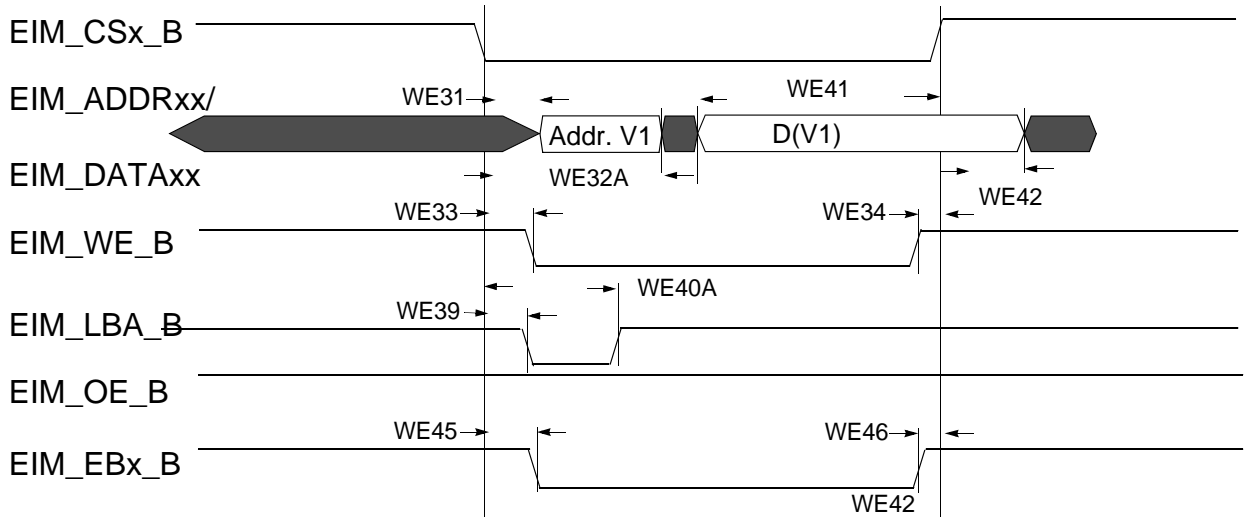 EIM_CSx_B
EIM_ADDRxx/
WE31
WE41
Addr. V1
D(V1)
EIM_DATAxx
WE32A
WE42
WE33
WE34
EIM_WE_B
WE40A
WE39
EIM_LBA_B
EIM_OE_B
WE45
WE46
EIM_EBx_B
WE42